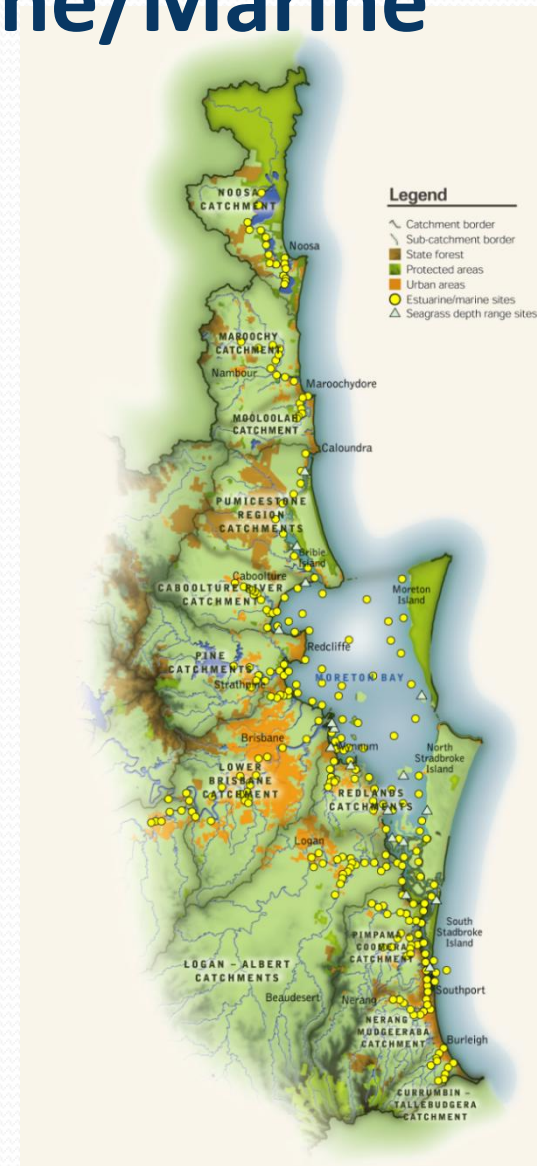 ne/Marine
NOOSA
CATCHMENT
Noosa
Legend
Catchment border
Sub-catchment border
State forest
Protected areas
Urban areas
Estuarine/marine sites
Seagrass depth range sites
MAROOCHY
CATCHMENT
Nambour
Maroochydore
MOOLOOLAH
CATCHMENT
Caloundra
PUMICESTONE
REGION
CATCHMENTS
Bribie
Island
Caboolture
CABOOLTURE RIVER
CATCHMENT
Moreton
Island
Redcliffe
PINE
CATCHMENTS
Strathpine
MORETON BAY
Brisbane
Wynnum
North
Stradbroke
Island
LOWER
BRISBANE
CATCHMENT
REDLANDS
CATCHMENTS
Logan
South
Stadbroke
Island
PIMPAMA
COOMERA
CATCHMENT
LOGAN – ALBERT
CATCHMENTS
Beaudesert
Nerang
Southport
NERANG
MUDGEERABA
CATCHMENT
Burleigh
CURRUMBIN –
TALLEBUDGERA
CATCHMENT